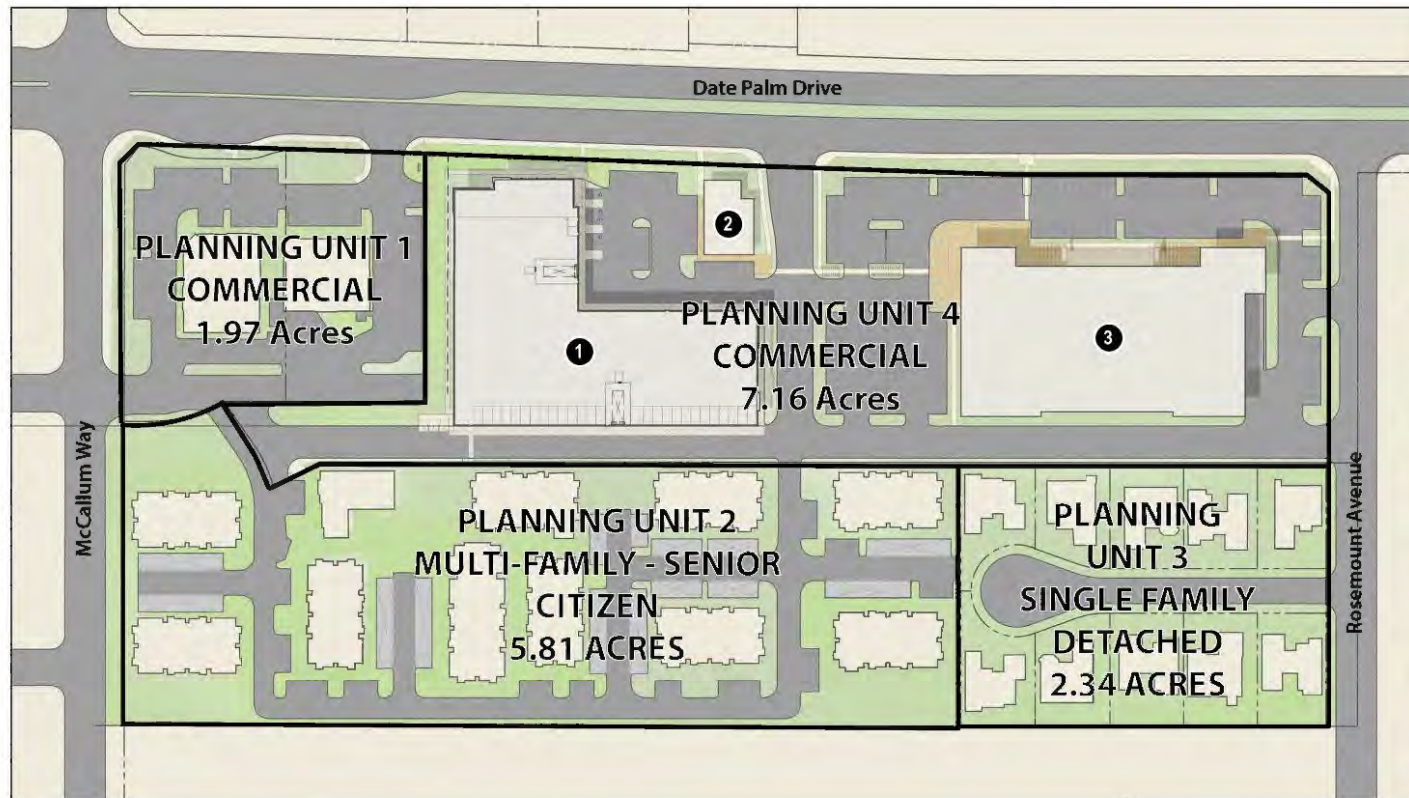 Date Palm Drive
PLANNING UNIT 1
COMMERCIAL
1.97 Acres
2
1
PLANNING UNIT 4
COMMERCIAL
7.16 Acres
3
McCallum Way
PLANNING UNIT 2
MULTI-FAMILY - SENIOR
CITIZEN
5.81 ACRES
PLANNING
UNIT 3
SINGLE FAMILY
DETACHED
2.34 ACRES
Rosemount Avenue